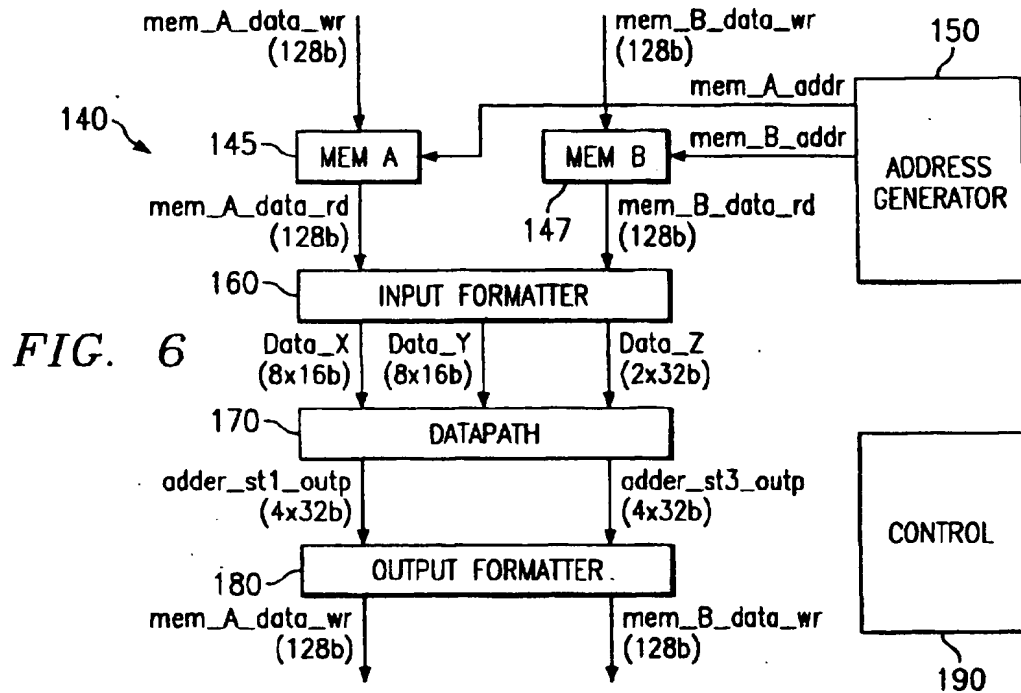 mem_A_data_wr
(128b)
mem_B_data_wr
(128b)
150
mem_A_addr
140
145
MEM A
MEM B
mem_B_addr
ADDRESS
GENERATOR
mem_A_data_rd
(128b)
147
mem_B_data_rd
(128b)
160
INPUT FORMATTER
FIG. 6
Data_X
(8x16b)
Data_Y
(8x16b)
Data_Z
(2x32b)
170
DATAPATH
adder_st1_outp
(4x32b)
adder_st3_outp
(4x32b)
CONTROL
180
OUTPUT FORMATTER
mem_A_data_wr
(128b)
mem_B_data_wr
(128b)
190